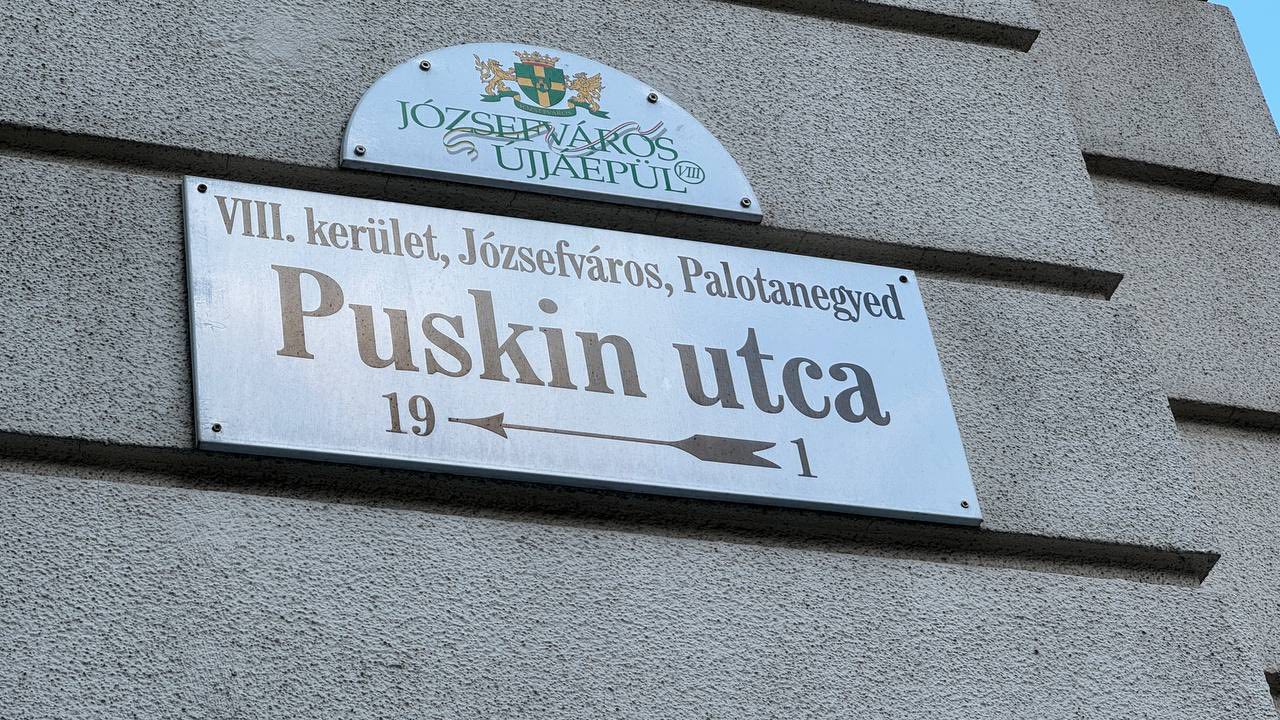 JÓZSEFVÁROS
ÚJJÁÉPÜL VIII
VIII. kerület, Józsefváros, Palotanegyed
Puskin utca
19 1